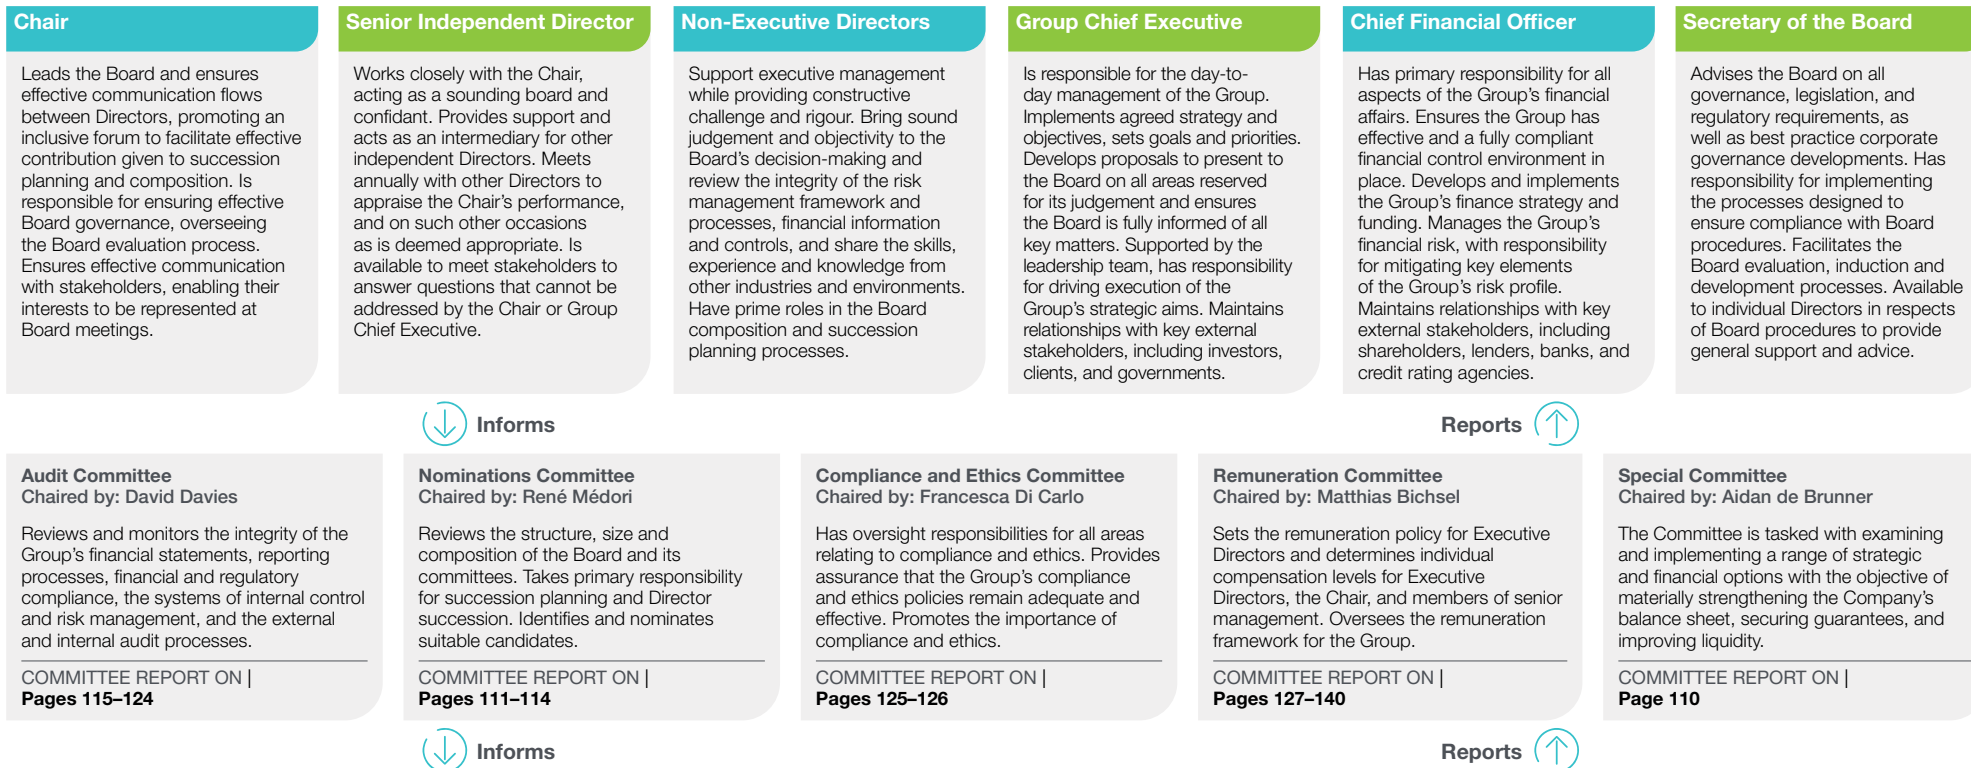 Chair
Leads the Board and ensures
effective communication flows
between Directors, promoting an
inclusive forum to facilitate effective
contribution given to succession
planning and composition. Is
responsible for ensuring effective
Board governance, overseeing
the Board evaluation process.
Ensures effective communication
with stakeholders, enabling their
interests to be represented at
Board meetings.
Senior Independent Director
Works closely with the Chair,
acting as a sounding board and
confidant. Provides support and
acts as an intermediary for other
independent Directors. Meets
annually with other Directors to
appraise the Chair’s performance,
and on such other occasions
as is deemed appropriate. Is
available to meet stakeholders to
answer questions that cannot be
addressed by the Chair or Group
Chief Executive.
Non-Executive Directors
Support executive management
while providing constructive
challenge and rigour. Bring sound
judgement and objectivity to the
Board’s decision-making and
review the integrity of the risk
management framework and
processes, financial information
and controls, and share the skills,
experience and knowledge from
other industries and environments.
Have prime roles in the Board
composition and succession
planning processes.
Group Chief Executive
Is responsible for the day-to-
day management of the Group.
Implements agreed strategy and
objectives, sets goals and priorities.
Develops proposals to present to
the Board on all areas reserved
for its judgement and ensures
the Board is fully informed of all
key matters. Supported by the
leadership team, has responsibility
for driving execution of the
Group’s strategic aims. Maintains
relationships with key external
stakeholders, including investors,
clients, and governments.
Chief Financial Officer
Has primary responsibility for all
aspects of the Group’s financial
affairs. Ensures the Group has
effective and a fully compliant
financial control environment in
place. Develops and implements
the Group’s finance strategy and
funding. Manages the Group’s
financial risk, with responsibility
for mitigating key elements
of the Group’s risk profile.
Maintains relationships with key
external stakeholders, including
shareholders, lenders, banks, and
credit rating agencies.
Secretary of the Board
Advises the Board on all
governance, legislation, and
regulatory requirements, as
well as best practice corporate
governance developments. Has
responsibility for implementing
the processes designed to
ensure compliance with Board
procedures. Facilitates the
Board evaluation, induction and
development processes. Available
to individual Directors in respects
of Board procedures to provide
general support and advice.
Informs
Reports
Audit Committee
Chaired by: David Davies
Reviews and monitors the integrity of the
Group’s financial statements, reporting
processes, financial and regulatory
compliance, the systems of internal control
and risk management, and the external
and internal audit processes.
COMMITTEE REPORT ON |
Pages 115–124
Nominations Committee
Chaired by: René Médori
Reviews the structure, size and
composition of the Board and its
committees. Takes primary responsibility
for succession planning and Director
succession. Identifies and nominates
suitable candidates.
COMMITTEE REPORT ON |
Pages 111–114
Compliance and Ethics Committee
Chaired by: Francesca Di Carlo
Has oversight responsibilities for all areas
relating to compliance and ethics. Provides
assurance that the Group’s compliance
and ethics policies remain adequate and
effective. Promotes the importance of
compliance and ethics.
COMMITTEE REPORT ON |
Pages 125–126
Remuneration Committee
Chaired by: Matthias Bichsel
Sets the remuneration policy for Executive
Directors and determines individual
compensation levels for Executive
Directors, the Chair, and members of senior
management. Oversees the remuneration
framework for the Group.
COMMITTEE REPORT ON |
Pages 127–140
Special Committee
Chaired by: Aidan de Brunner
The Committee is tasked with examining
and implementing a range of strategic
and financial options with the objective of
materially strengthening the Company’s
balance sheet, securing guarantees, and
improving liquidity.
COMMITTEE REPORT ON |
Page 110
Informs
Reports